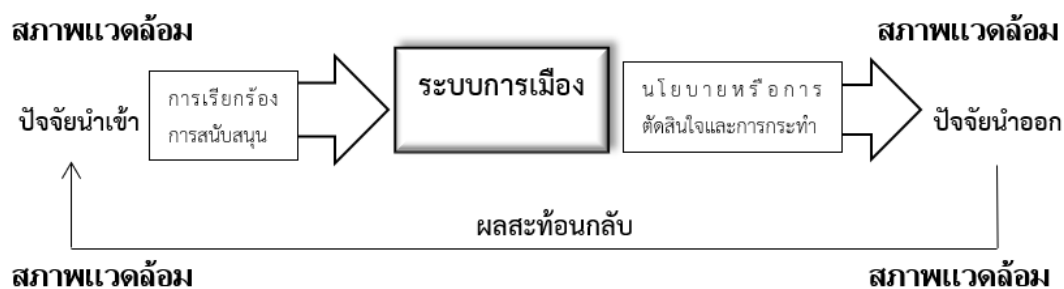 สภาพแวดล้อม
สภาพแวดล้อม
ปัจจัยนำเข้า
การเรียกร้อง
การสนับสนุน
ระบบการเมือง
นโยบายหรือการ
ตัดสินใจและการกระทำ
ปัจจัยนำออก
ผลสะท้อนกลับ
สภาพแวดล้อม
สภาพแวดล้อม